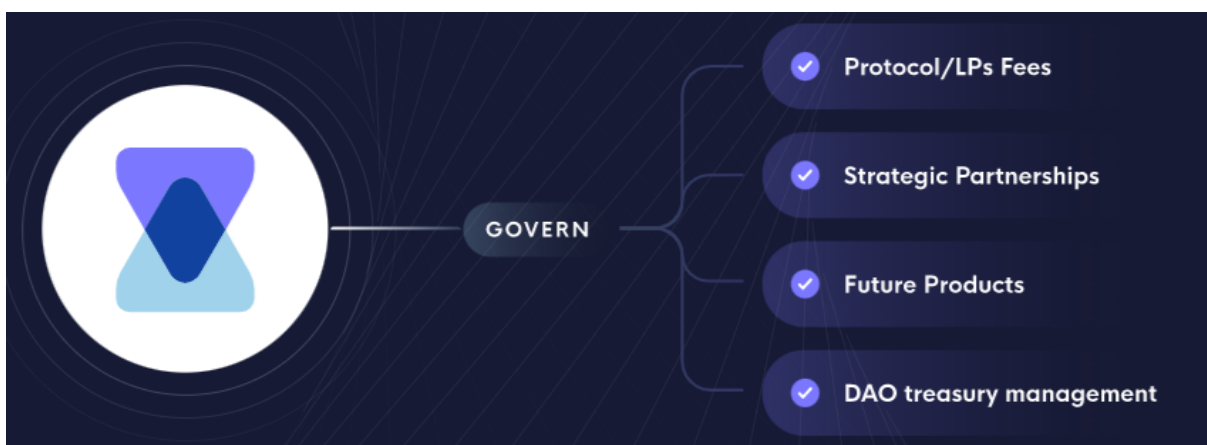 Protocol/LPs Fees
Strategic Partnerships
GOVERN
Future Products
DAO treasury management